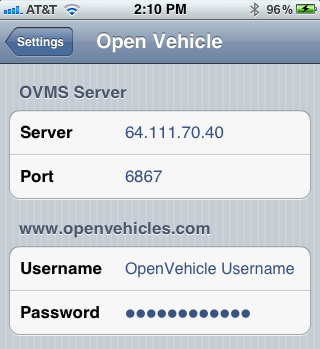 AT&T 2:10 PM 96%
Settings Open Vehicle
OVMS Server
Server 64.111.70.40
Port 6867
www.openvehicles.com
Username OpenVehicle Username
Password ●●●●●●●●●●●●